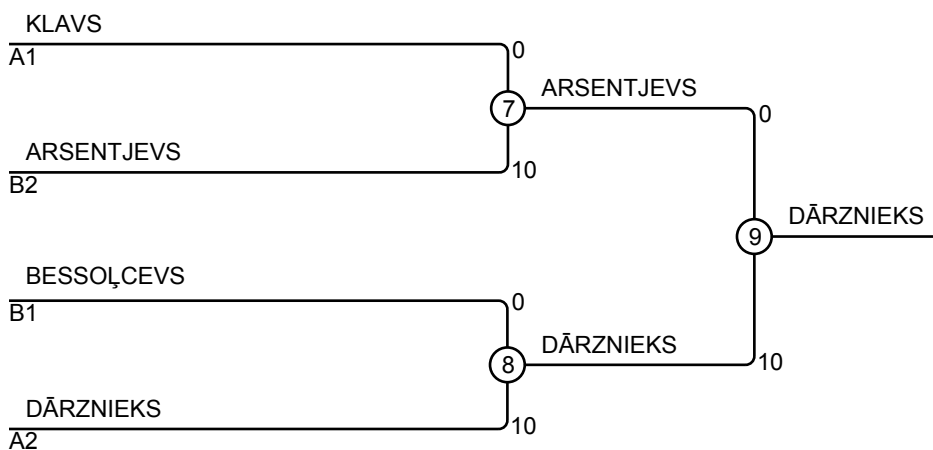 KLAVS
A1
0
7
ARSENTJEVS
0
ARSENTJEVS
B2
10
9
DĀRZNIEKS
BESSOĻCEVS
B1
0
8
DĀRZNIEKS
10
DĀRZNIEKS
A2
10